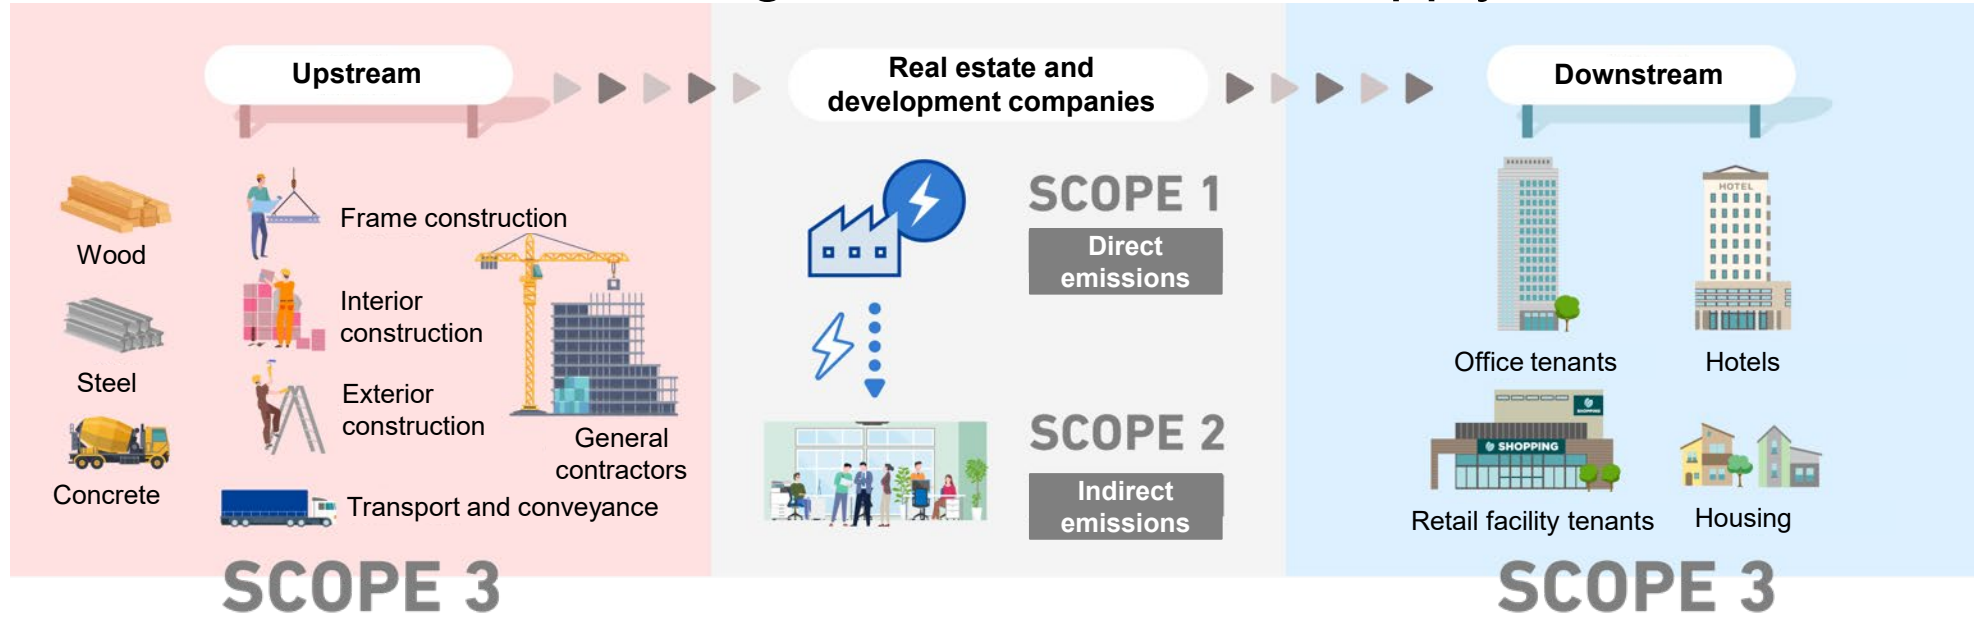 Upstream
Real estate and
development companies
Downstream
Wood
Steel
Concrete
Frame construction
Interior
construction
Exterior
construction
General
contractors
Transport and conveyance
SCOPE 3
SCOPE 1
Direct
emissions
SCOPE 2
Indirect
emissions
HOTEL
Office tenants
Hotels
SHOPPING
SHOPPING
Retail facility tenants
Housing
SCOPE 3